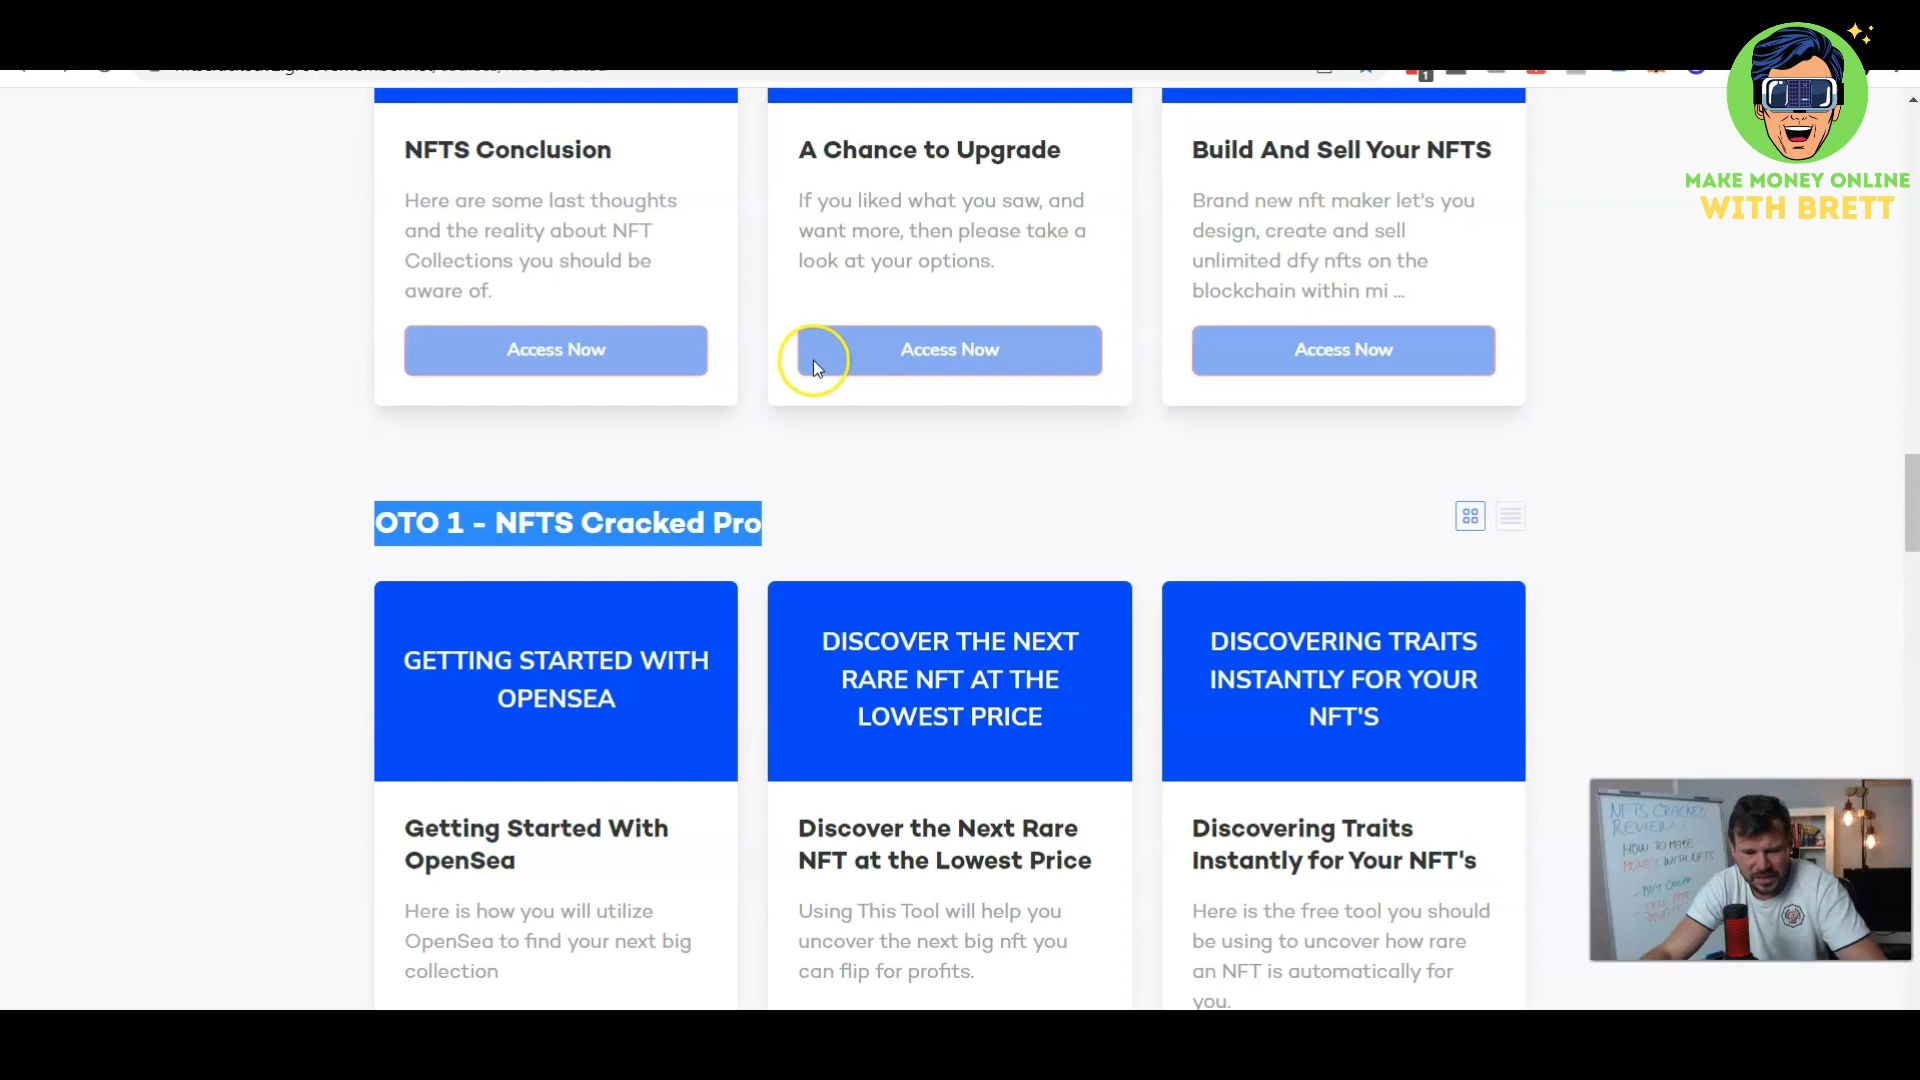 1
MAKE MONEY ONLINE
WITH BRETT
NFTS Conclusion
Here are some last thoughts
and the reality about NFT
Collections you should be
aware of.
Access Now
A Chance to Upgrade
If you liked what you saw, and
want more, then please take a
look at your options.
Access Now
Build And Sell Your NFTS
Brand new nft maker let's you
design, create and sell
unlimited dfy nfts on the
blockchain within mi ...
Access Now
OTO 1 - NFTS Cracked Pro
GETTING STARTED WITH
OPENSEA
Getting Started With
OpenSea
Here is how you will utilize
OpenSea to find your next big
collection
DISCOVER THE NEXT
RARE NFT AT THE
LOWEST PRICE
Discover the Next Rare
NFT at the Lowest Price
Using This Tool will help you
uncover the next big nft you
can flip for profits.
DISCOVERING TRAITS
INSTANTLY FOR YOUR
NFT'S
Discovering Traits
Instantly for Your NFT's
Here is the free tool you should
be using to uncover how rare
an NFT is automatically for
you.
NFTS CRACKED
REVIEW:
HOW TO MAKE
MONEY WITH NFTS
- BUY CHEAP